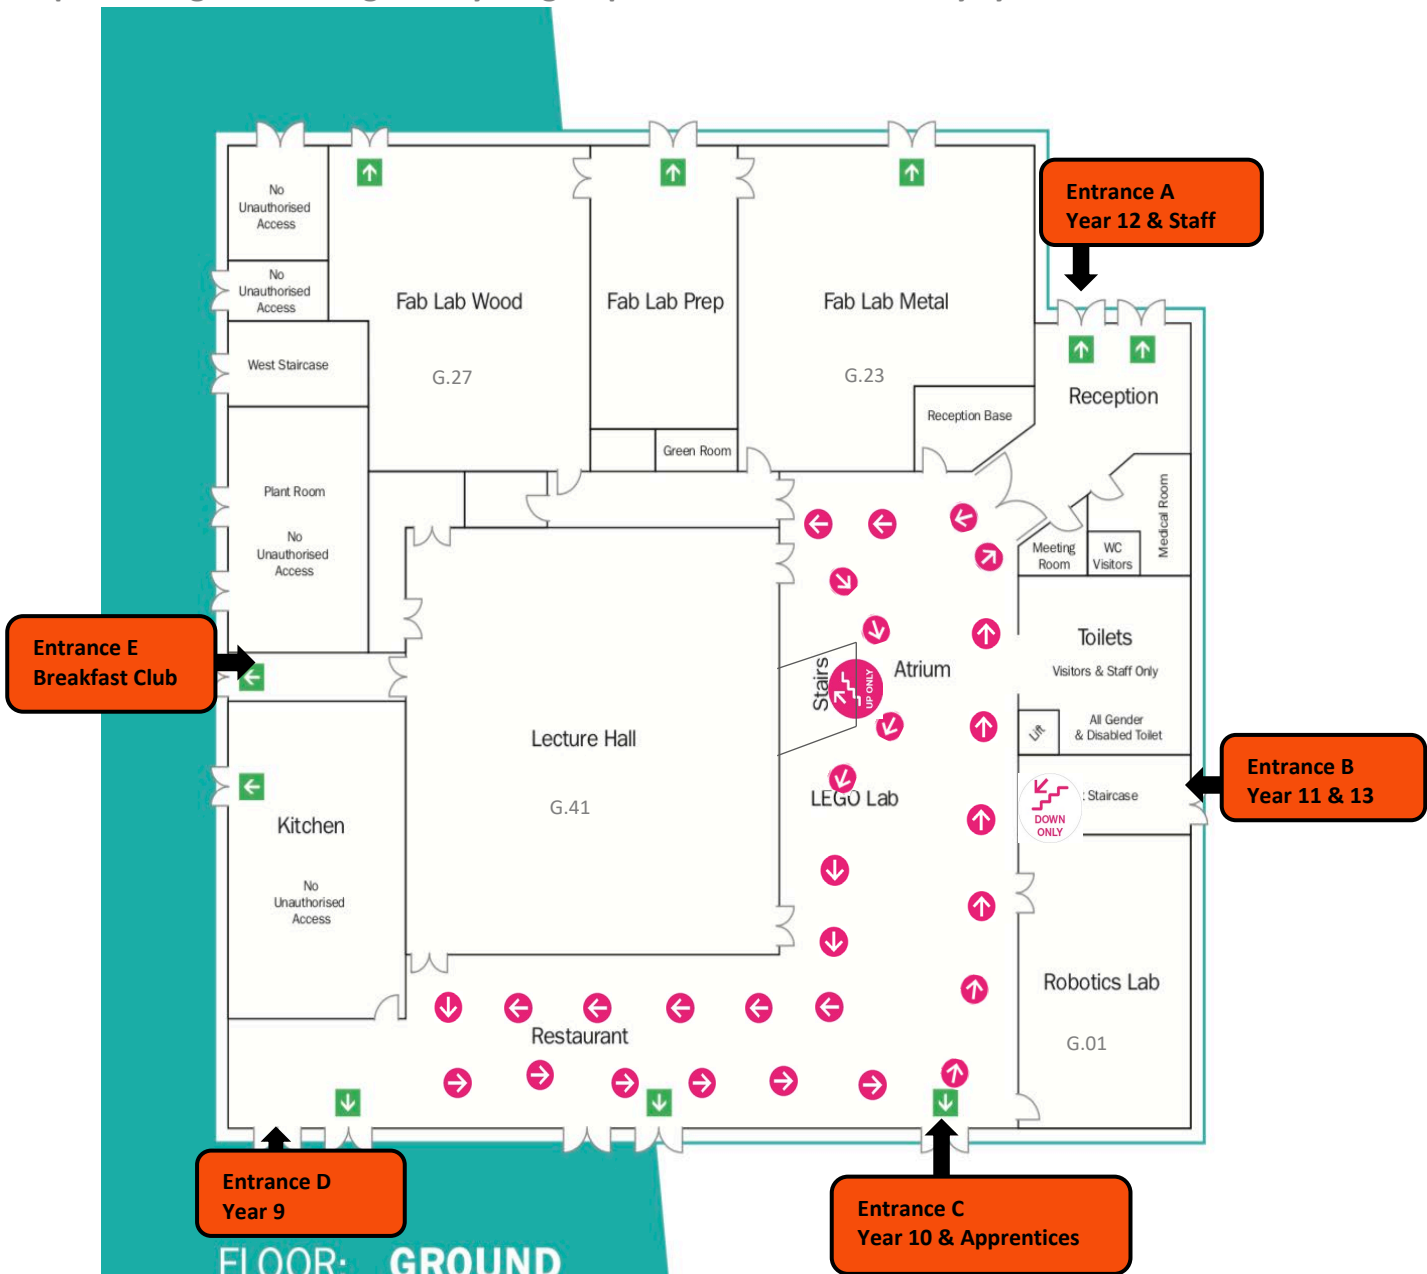 No
Unauthorised
Access
No
Unauthorised
Access
West Staircase
Plant Room
No
Unauthorised
Access
Fab Lab Wood
G.27
Fab Lab Prep
Green Room
Fab Lab Metal
G.23
Reception Base
Entrance A
Year 12 & Staff
Reception
Medical Room
Meeting
Room
WC
Visitors
Toilets
Visitors & Staff Only
All Gender
& Disabled Toilet
Lift
Stairs
UP ONLY
Atrium
Entrance E
Breakfast Club
Lecture Hall
G.41
LEGO Lab
Entrance B
Year 11 & 13
Staircase
DOWN
ONLY
Kitchen
No
Unauthorised
Access
Robotics Lab
G.01
Restaurant
Entrance D
Year 9
Entrance C
Year 10 & Apprentices
FLOOR: GROUND